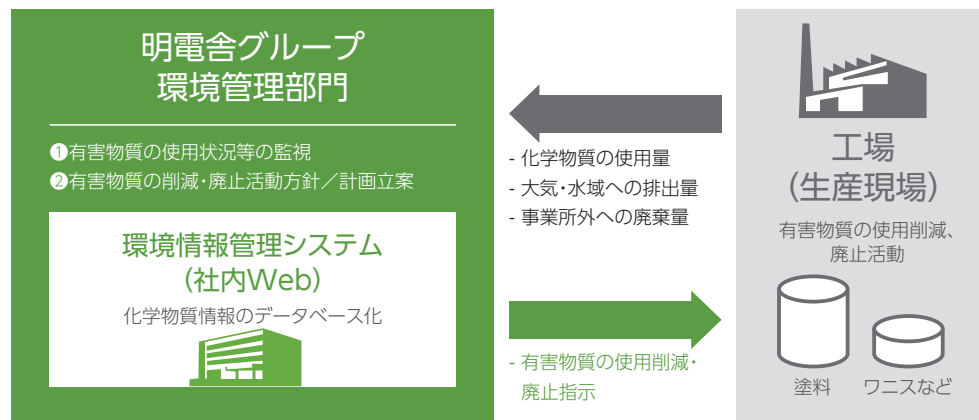 明電舎グループ
環境管理部門
❶有害物質の使用状況等の監視
❷有害物質の削減・廃止活動方針／計画立案
環境情報管理システム
（社内Web）
化学物質情報のデータベース化
- 化学物質の使用量
- 大気・水域への排出量
- 事業所外への廃棄量
- 有害物質の使用削減・
廃止指示
工場
（生産現場）
有害物質の使用削減、
廃止活動
塗料
ワニスなど